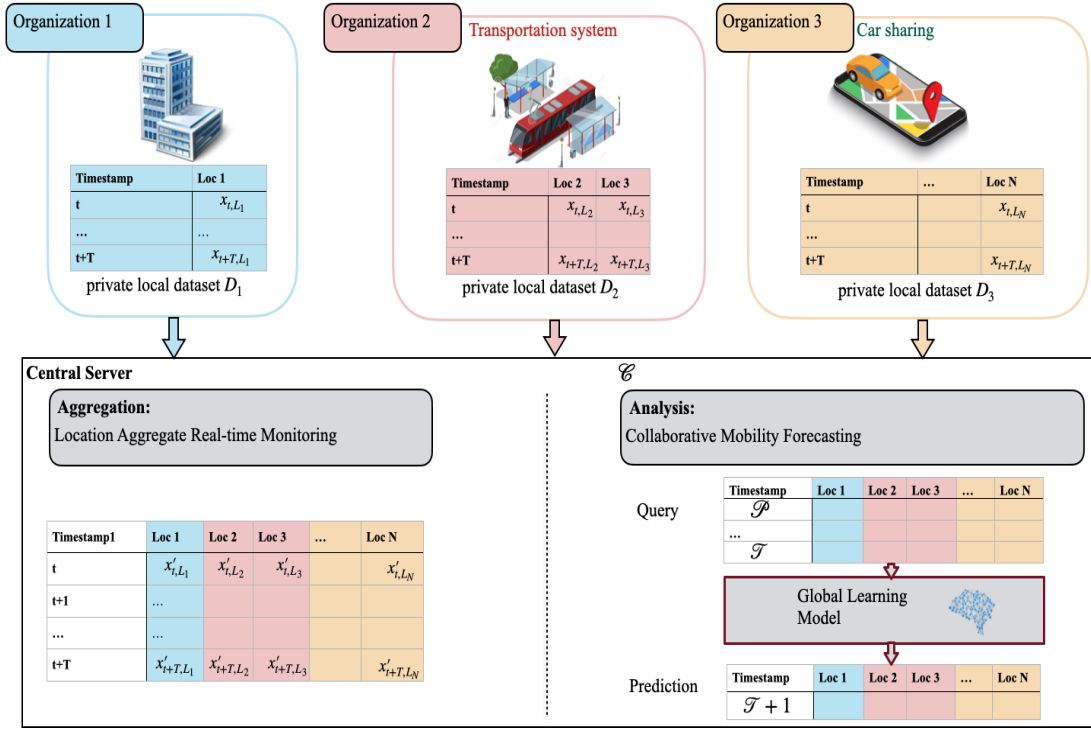 Organization 1
Timestamp Loc 1
t x_{t,L_1}
... ...
t+T x_{t+T,L_1}
private local dataset D_1
Organization 2
Transportation system
Timestamp Loc 2 Loc 3
t x_{t,L_2} x_{t,L_3}
...
t+T x_{t+T,L_2} x_{t+T,L_3}
private local dataset D_2
Organization 3
Car sharing
Timestamp ... Loc N
t x_{t,L_N}
...
t+T x_{t+T,L_N}
private local dataset D_3
Central Server
Aggregation:
Location Aggregate Real-time Monitoring
Timestamp1 Loc 1 Loc 2 Loc 3 ... Loc N
t x′_{t,L_1} x′_{t,L_2} x′_{t,L_3} x′_{t,L_N}
t+1 ...
... ...
t+T x′_{t+T,L_1} x′_{t+T,L_2} x′_{t+T,L_3} x′_{t+T,L_N}
𝒞
Analysis:
Collaborative Mobility Forecasting
Query
Timestamp Loc 1 Loc 2 Loc 3 ... Loc N
𝒫
...
𝒯
Global Learning
Model
Prediction
Timestamp Loc 1 Loc 2 Loc 3 ... Loc N
𝒯 + 1